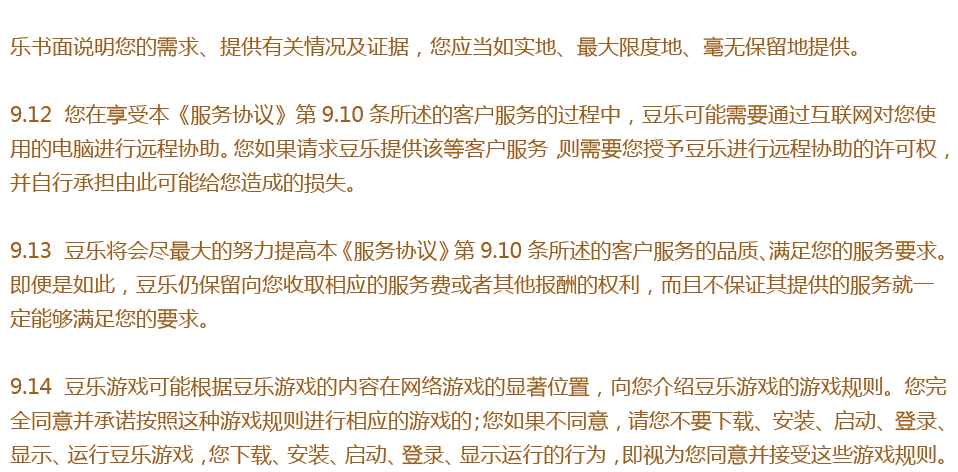 乐书面说明您的需求、提供有关情况及证据，您应当如实地、最大限度地、毫无保留地提供。
9.12 您在享受本《服务协议》第 9.10 条所述的客户服务的过程中，豆乐可能需要通过互联网对您使
用的电脑进行远程协助。您如果请求豆乐提供该等客户服务，则需要您授予豆乐进行远程协助的许可权，
并自行承担由此可能给您造成的损失。
9.13 豆乐将会尽最大的努力提高本《服务协议》第 9.10 条所述的客户服务的品质、满足您的服务要求。
即便是如此，豆乐仍保留向您收取相应的服务费或者其他报酬的权利，而且不保证其提供的服务就一
定能够满足您的要求。
9.14 豆乐游戏可能根据豆乐游戏的内容在网络游戏的显著位置，向您介绍豆乐游戏的游戏规则。您完
全同意并承诺按照这种游戏规则进行相应的游戏的；您如果不同意，请您不要下载、安装、启动、登录、
显示、运行豆乐游戏，您下载、安装、启动、登录、显示运行的行为，即视为您同意并接受这些游戏规则。